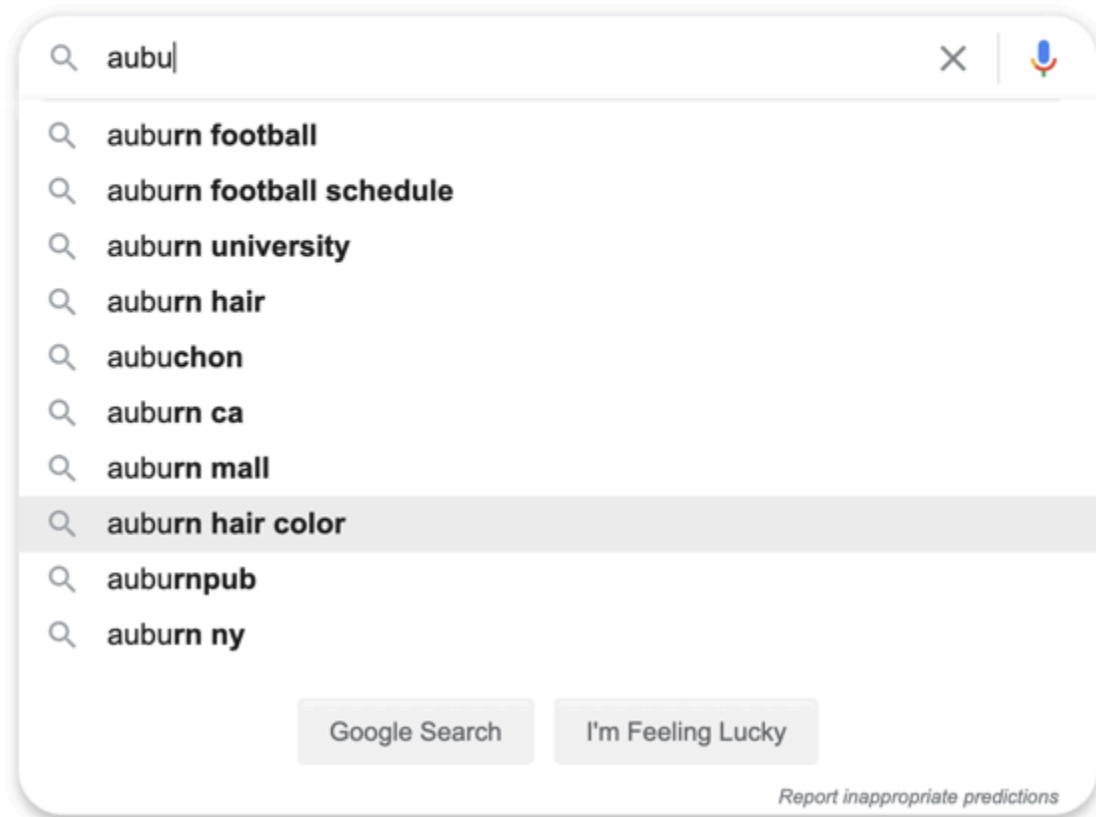 aubu
auburn football
auburn football schedule
auburn university
auburn hair
aubuchon
auburn ca
auburn mall
auburn hair color
auburnpub
auburn ny
Google Search I'm Feeling Lucky
Report inappropriate predictions